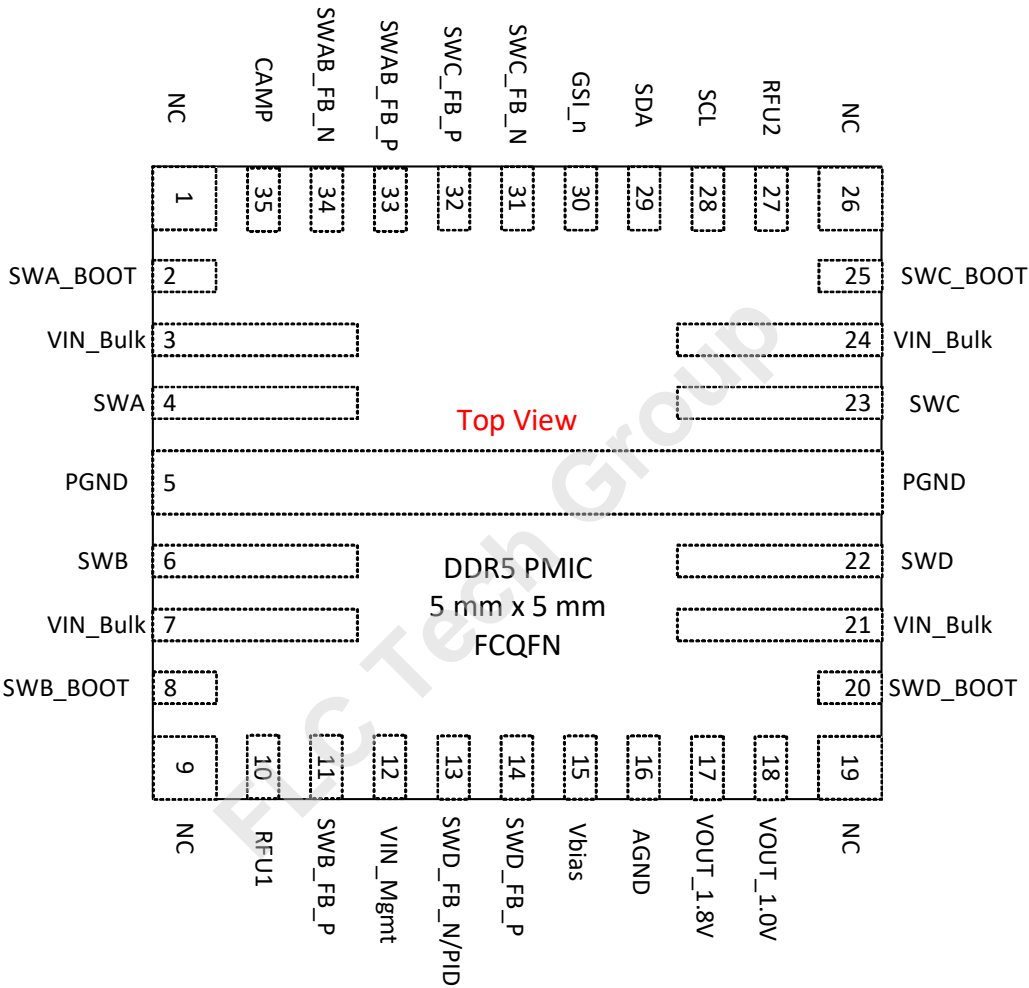 NC
CAMP
SWAB_FB_N
SWAB_FB_P
SWC_FB_P
SWC_FB_N
GSI_n
SDA
SCL
RFU2
NC
1
35
34
33
32
31
30
29
28
27
26
SWA_BOOT 2
25 SWC_BOOT
VIN_Bulk 3
24 VIN_Bulk
SWA 4
23 SWC
Top View
PGND 5
PGND
SWB 6
22 SWD
DDR5 PMIC
5 mm x 5 mm
FCQFN
VIN_Bulk 7
21 VIN_Bulk
SWB_BOOT 8
20 SWD_BOOT
9
10
11
12
13
14
15
16
17
18
19
NC
RFU1
SWB_FB_P
VIN_Mgmt
SWD_FB_N/PID
SWD_FB_P
Vbias
AGND
VOUT_1.8V
VOUT_1.0V
NC
FLC Tech Group